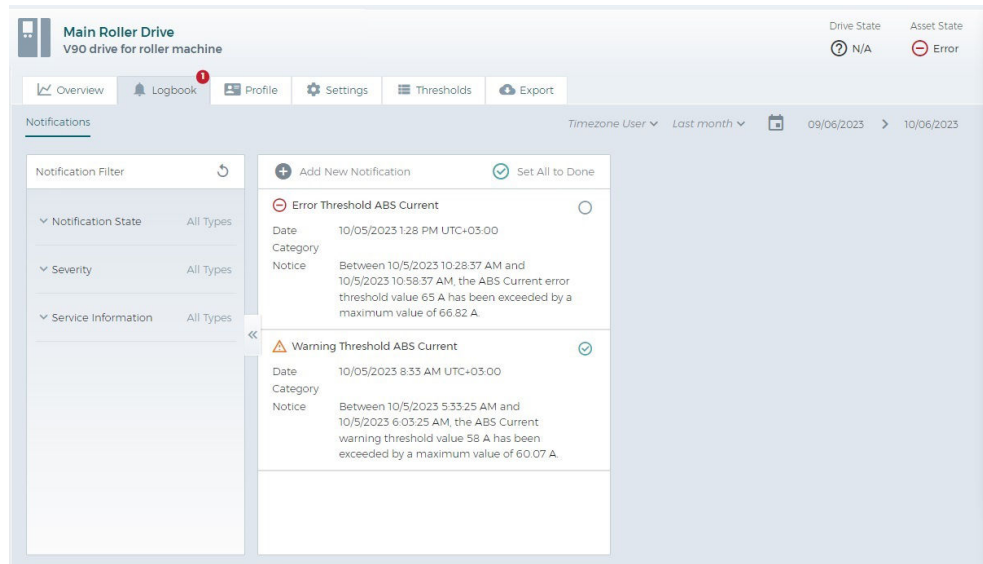 Main Roller Drive
V90 drive for roller machine
Drive State
N/A
Asset State
Error
Overview
Logbook
1
Profile
Settings
Thresholds
Export
Notifications
Timezone User
Last month
09/06/2023 > 10/06/2023
Notification Filter
Notification State All Types
Severity All Types
Service Information All Types
Add New Notification
Set All to Done
Error Threshold ABS Current
Date 10/05/2023 1:28 PM UTC+03:00
Category
Notice Between 10/5/2023 10:28:37 AM and
10/5/2023 10:58:37 AM, the ABS Current error
threshold value 65 A has been exceeded by a
maximum value of 66.82 A.
Warning Threshold ABS Current
Date 10/05/2023 8:33 AM UTC+03:00
Category
Notice Between 10/5/2023 5:33:25 AM and
10/5/2023 6:03:25 AM, the ABS Current
warning threshold value 58 A has been
exceeded by a maximum value of 60.07 A.